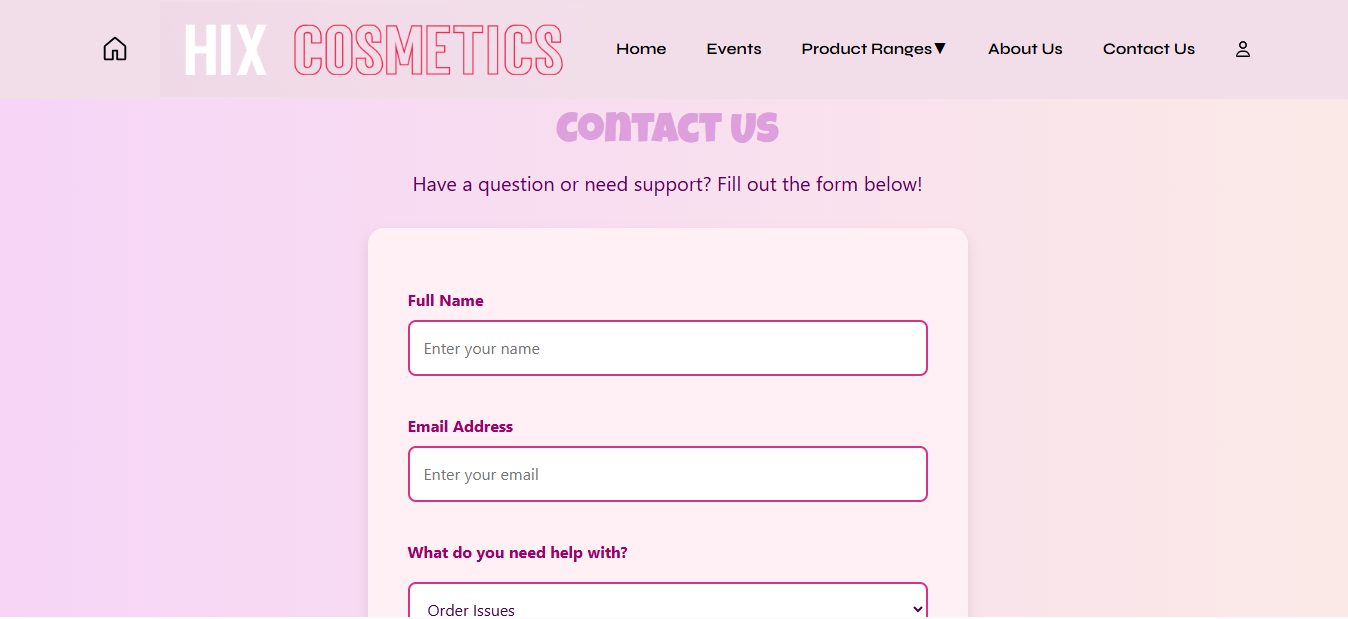 HIX COSMETICS Home Events Product Ranges▼ About Us Contact Us
CONTACT US
Have a question or need support? Fill out the form below!
Full Name
Enter your name
Email Address
Enter your email
What do you need help with?
Order Issues